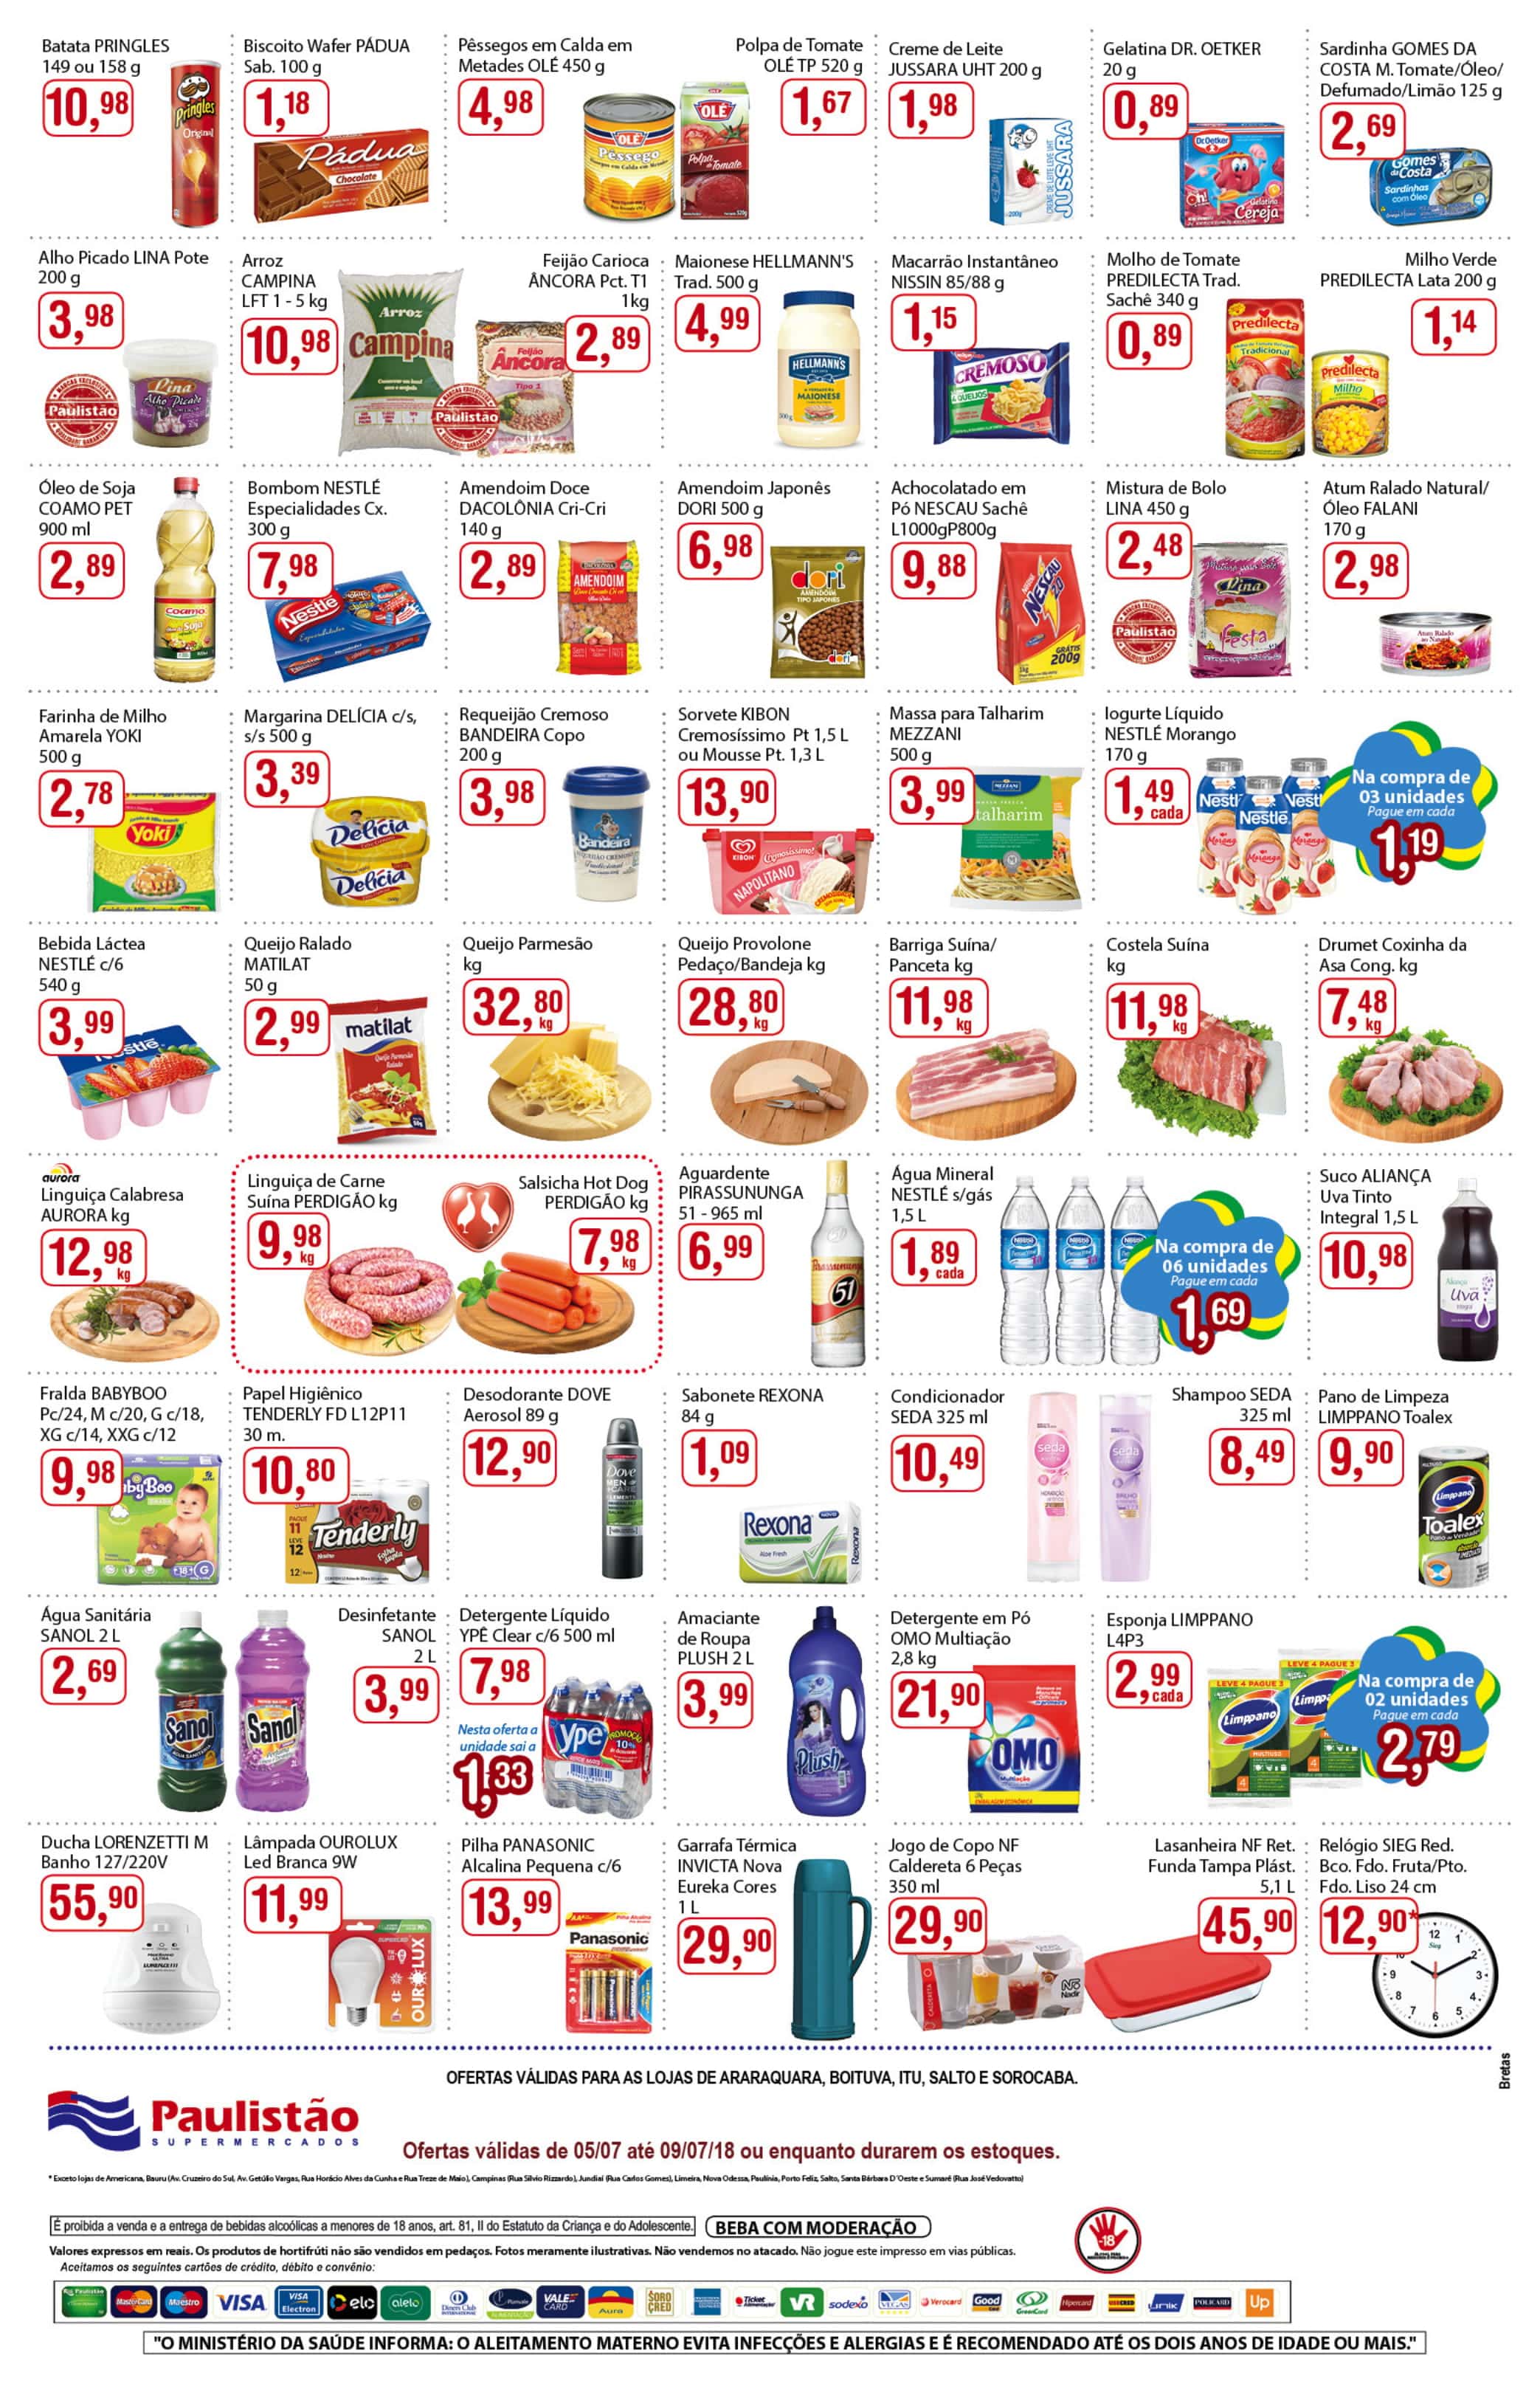 Batata PRINGLES
149 ou 158 g
10,98
Biscoito Wafer PÁDUA
Sab. 100 g
1,18
Pêssegos em Calda em
Metades OLÉ 450 g
4,98
Polpa de Tomate
OLÉ TP 520 g
1,67
Creme de Leite
JUSSARA UHT 200 g
1,98
Gelatina DR. OETKER
20 g
0,89
Sardinha GOMES DA
COSTA M. Tomate/Óleo/
Defumado/Limão 125 g
2,69
Alho Picado LINA Pote
200 g
3,98
Arroz
CAMPINA
LFT 1 - 5 kg
10,98
Feijão Carioca
ÂNCORA Pct. T1
1kg
2,89
Maionese HELLMANN'S
Trad. 500 g
4,99
Macarrão Instantâneo
NISSIN 85/88 g
1,15
Molho de Tomate
PREDILECTA Trad.
Sachê 340 g
0,89
Milho Verde
PREDILECTA Lata 200 g
1,14
Óleo de Soja
COAMO PET
900 ml
2,89
Bombom NESTLÉ
Especialidades Cx.
300 g
7,98
Amendoim Doce
DACOLÔNIA Cri-Cri
140 g
2,89
Amendoim Japonês
DORI 500 g
6,98
Achocolatado em
Pó NESCAU Sachê
L1000gP800g
9,88
Mistura de Bolo
LINA 450 g
2,48
Atum Ralado Natural/
Óleo FALANI
170 g
2,98
Farinha de Milho
Amarela YOKI
500 g
2,78
Margarina DELÍCIA c/s,
s/s 500 g
3,39
Requeijão Cremoso
BANDEIRA Copo
200 g
3,98
Sorvete KIBON
Cremosíssimo Pt 1,5 L
ou Mousse Pt. 1,3 L
13,90
Massa para Talharim
MEZZANI
500 g
3,99
Iogurte Líquido
NESTLÉ Morango
170 g
1,49 cada
Na compra de
03 unidades
Pague em cada
1,19
Bebida Láctea
NESTLÉ c/6
540 g
3,99
Queijo Ralado
MATILAT
50 g
2,99
Queijo Parmesão
kg
32,80 kg
Queijo Provolone
Pedaço/Bandeja kg
28,80 kg
Barriga Suína/
Panceta kg
11,98 kg
Costela Suína
kg
11,98 kg
Drumet Coxinha da
Asa Cong. kg
7,48 kg
aurora
Linguiça Calabresa
AURORA kg
12,98 kg
Linguiça de Carne
Suína PERDIGÃO kg
9,98 kg
Salsicha Hot Dog
PERDIGÃO kg
7,98 kg
Aguardente
PIRASSUNUNGA
51 - 965 ml
6,99
Água Mineral
NESTLÉ s/gás
1,5 L
1,89 cada
Na compra de
06 unidades
Pague em cada
1,69
Suco ALIANÇA
Uva Tinto
Integral 1,5 L
10,98
Fralda BABYBOO
Pc/24, M c/20, G c/18,
XG c/14, XXG c/12
9,98
Papel Higiênico
TENDERLY FD L12P11
30 m.
10,80
Desodorante DOVE
Aerosol 89 g
12,90
Sabonete REXONA
84 g
1,09
Condicionador
SEDA 325 ml
10,49
Shampoo SEDA
325 ml
8,49
Pano de Limpeza
LIMPPANO Toalex
9,90
Água Sanitária
SANOL 2 L
2,69
Desinfetante
SANOL
2 L
3,99
Detergente Líquido
YPÊ Clear c/6 500 ml
7,98
Nesta oferta a
unidade sai a
1,33
Amaciante
de Roupa
PLUSH 2 L
3,99
Detergente em Pó
OMO Multiação
2,8 kg
21,90
Esponja LIMPPANO
L4P3
2,99 cada
Na compra de
02 unidades
Pague em cada
2,79
Ducha LORENZETTI M
Banho 127/220V
55,90
Lâmpada OUROLUX
Led Branca 9W
11,99
Pilha PANASONIC
Alcalina Pequena c/6
13,99
Garrafa Térmica
INVICTA Nova
Eureka Cores
1 L
29,90
Jogo de Copo NF
Caldereta 6 Peças
350 ml
29,90
Lasanheira NF Ret.
Funda Tampa Plást.
5,1 L
45,90
Relógio SIEG Red.
Bco. Fdo. Fruta/Pto.
Fdo. Liso 24 cm
12,90*
Bretas
OFERTAS VÁLIDAS PARA AS LOJAS DE ARARAQUARA, BOITUVA, ITU, SALTO E SOROCABA.
Paulistão
SUPERMERCADOS
Ofertas válidas de 05/07 até 09/07/18 ou enquanto durarem os estoques.
* Exceto lojas de Americana, Bauru (Av. Cruzeiro do Sul, Av. Getúlio Vargas, Rua Horácio Alves da Cunha e Rua Treze de Maio), Campinas (Rua Silvio Rizzardo), Jundiaí (Rua Carlos Gomes), Limeira, Nova Odessa, Paulínia, Porto Feliz, Salto, Santa Bárbara D'Oeste e Sumaré (Rua José Vedovatto)
É proibida a venda e a entrega de bebidas alcoólicas a menores de 18 anos, art. 81, II do Estatuto da Criança e do Adolescente.
BEBA COM MODERAÇÃO
-18
Valores expressos em reais. Os produtos de hortifrúti não são vendidos em pedaços. Fotos meramente ilustrativas. Não vendemos no atacado. Não jogue este impresso em vias públicas.
Aceitamos os seguintes cartões de crédito, débito e convênio:
MasterCard Maestro VISA VISA Electron elo alelo Diners Club VALE CARD Aura SORO CRED Ticket VR sodexo VEGAS Verocard Good Card GreenCard Hipercard UNIK POLICARD Up
"O MINISTÉRIO DA SAÚDE INFORMA: O ALEITAMENTO MATERNO EVITA INFECÇÕES E ALERGIAS E É RECOMENDADO ATÉ OS DOIS ANOS DE IDADE OU MAIS."